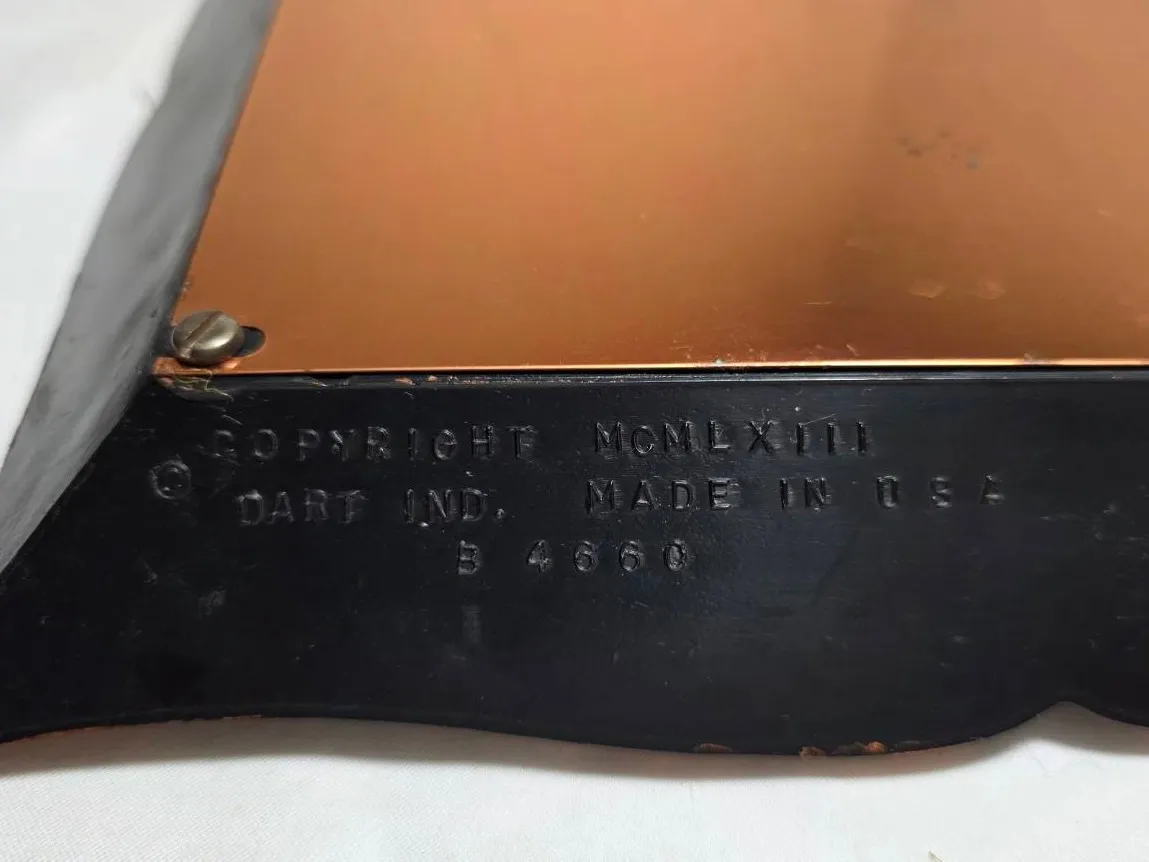 COPYRIGHT MCMLXIII
© DART IND. MADE IN USA
B 4660